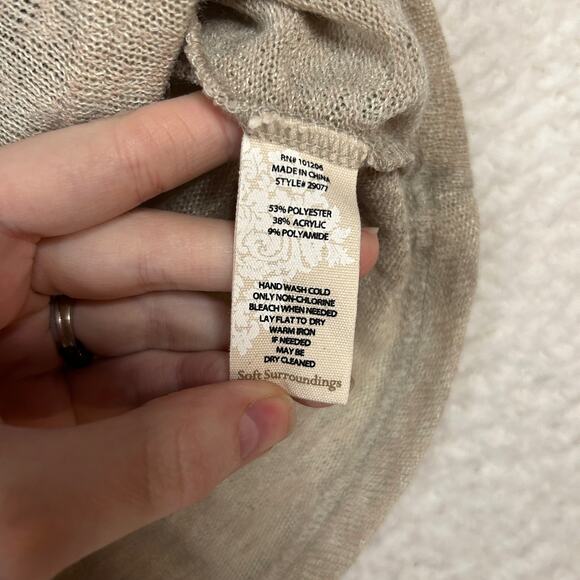 RN# 101206
MADE IN CHINA
STYLE# 29077
53% POLYESTER
38% ACRYLIC
9% POLYAMIDE
HAND WASH COLD
ONLY NON-CHLORINE
BLEACH WHEN NEEDED
LAY FLAT TO DRY
WARM IRON
IF NEEDED
MAY BE
DRY CLEANED
Soft Surroundings